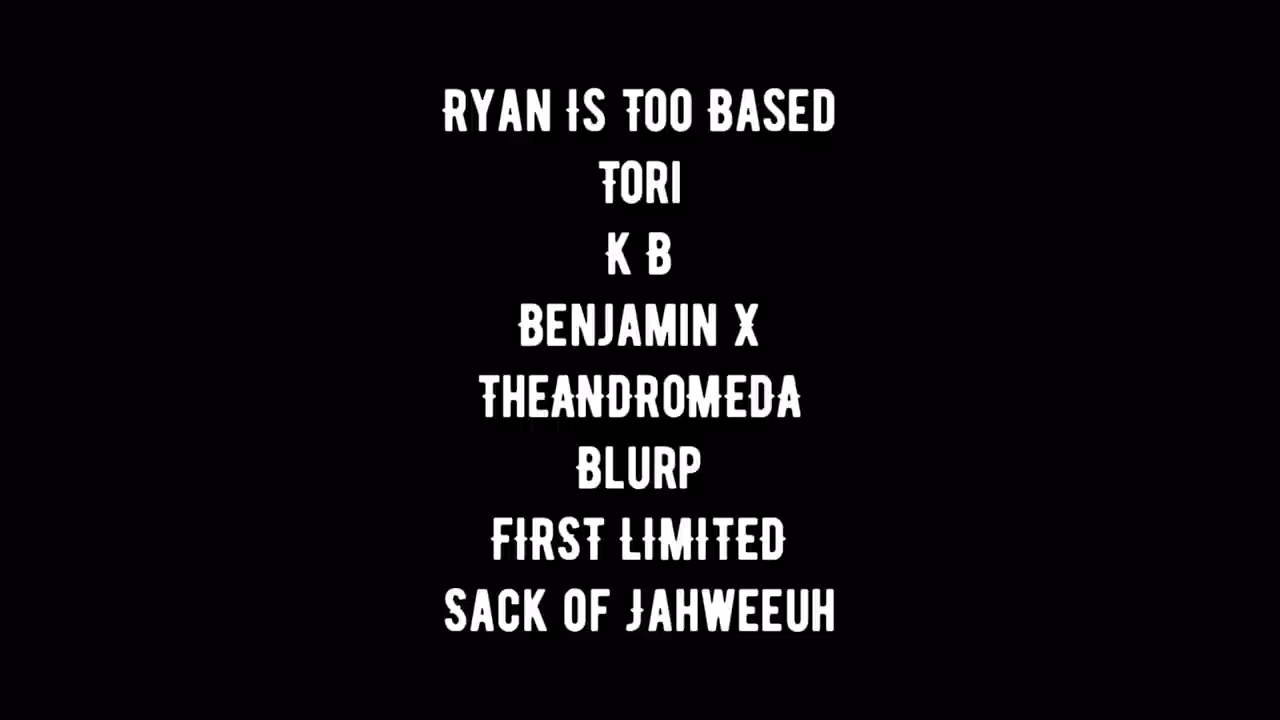 RYAN IS TOO BASED
TORI
K B
BENJAMIN X
THEANDROMEDA
BLURP
FIRST LIMITED
SACK OF JAHWEEUH